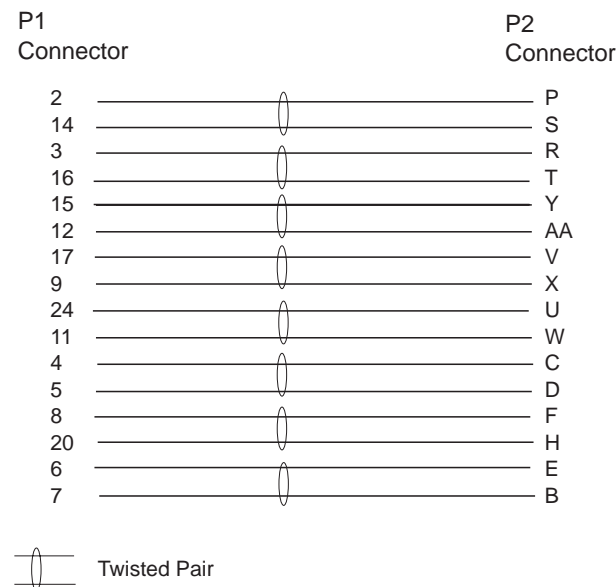 P1
Connector
P2
Connector
2 P
14 S
3 R
16 T
15 Y
12 AA
17 V
9 X
24 U
11 W
4 C
5 D
8 F
20 H
6 E
7 B
Twisted Pair